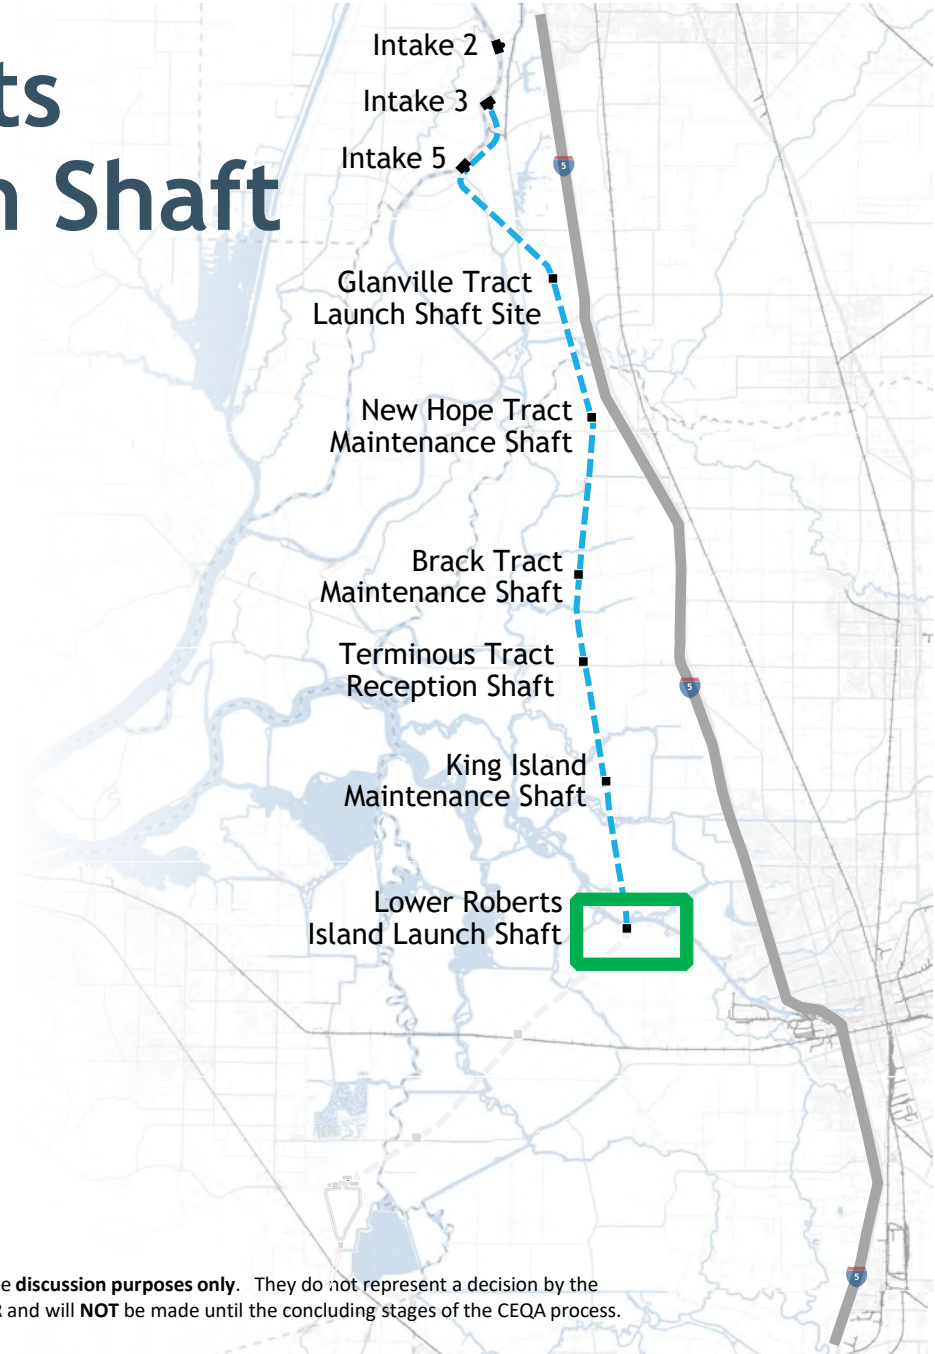 ts
n Shaft
Intake 2
Intake 3
Intake 5
5
Glanville Tract
Launch Shaft Site
New Hope Tract
Maintenance Shaft
Brack Tract
Maintenance Shaft
Terminous Tract
Reception Shaft
5
King Island
Maintenance Shaft
Lower Roberts
Island Launch Shaft
5
e discussion purposes only. They do not represent a decision by the
R and will NOT be made until the concluding stages of the CEQA process.